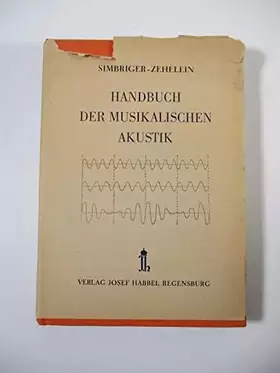 SIMBRIGER-ZEHELEIN
HANDBUCH
DER MUSIKALISCHEN
AKUSTIK
VERLAG JOSEF HABBEL REGENSBURG